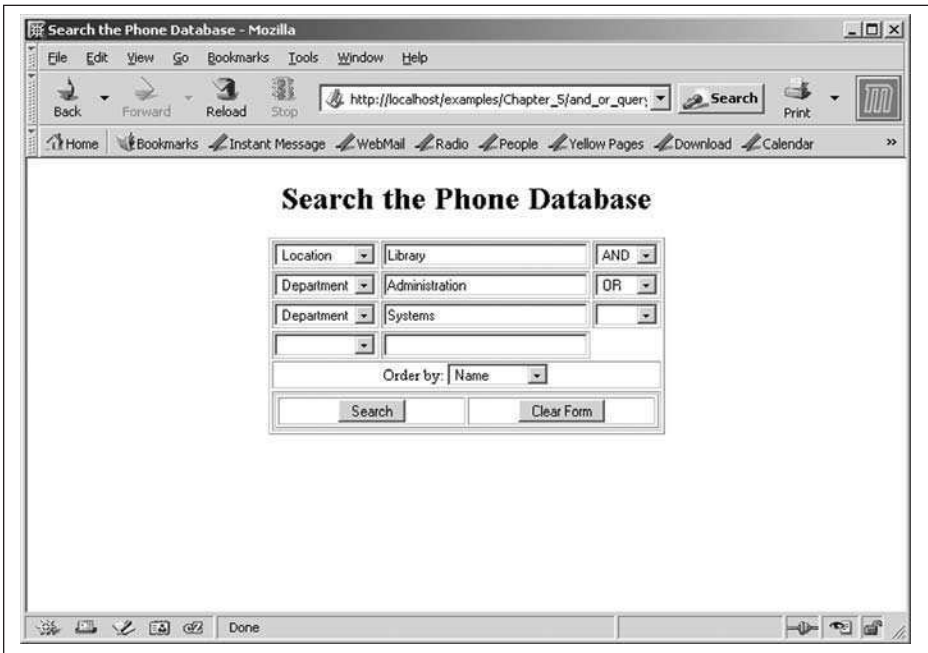 Search the Phone Database - Mozilla
File Edit View Go Bookmarks Tools Window Help
Back Forward Reload Stop http://localhost/examples/Chapter_5/and_or_query Search Print
Home Bookmarks Instant Message WebMail Radio People Yellow Pages Download Calendar »
Search the Phone Database
Location Library AND
Department Administration OR
Department Systems
Order by: Name
Search Clear Form
Done